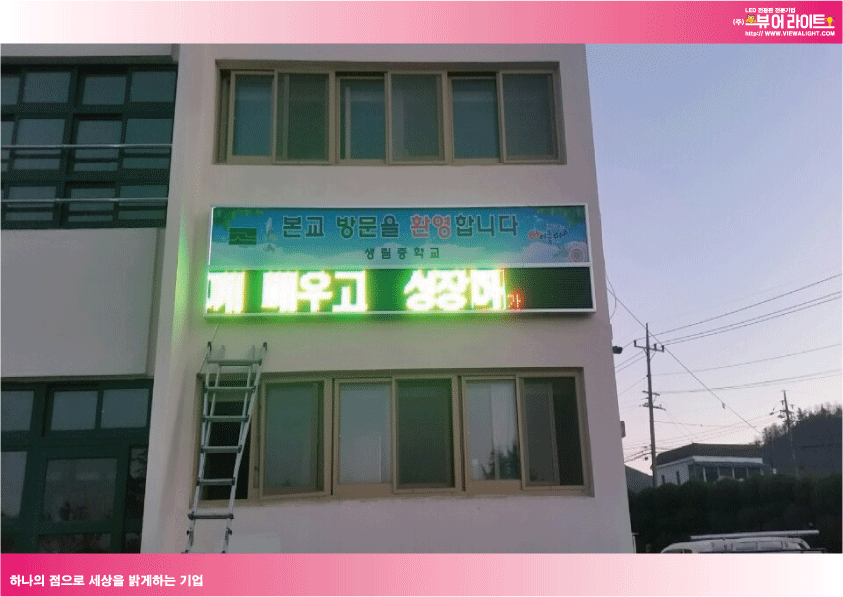 LED 전광판 전문기업
(주) 뷰어라이트
http:// WWW.VIEWALIGHT.COM
본교 방문을 환영합니다
생림중학교
께 배우고 성장하
하나의 점으로 세상을 밝게하는 기업